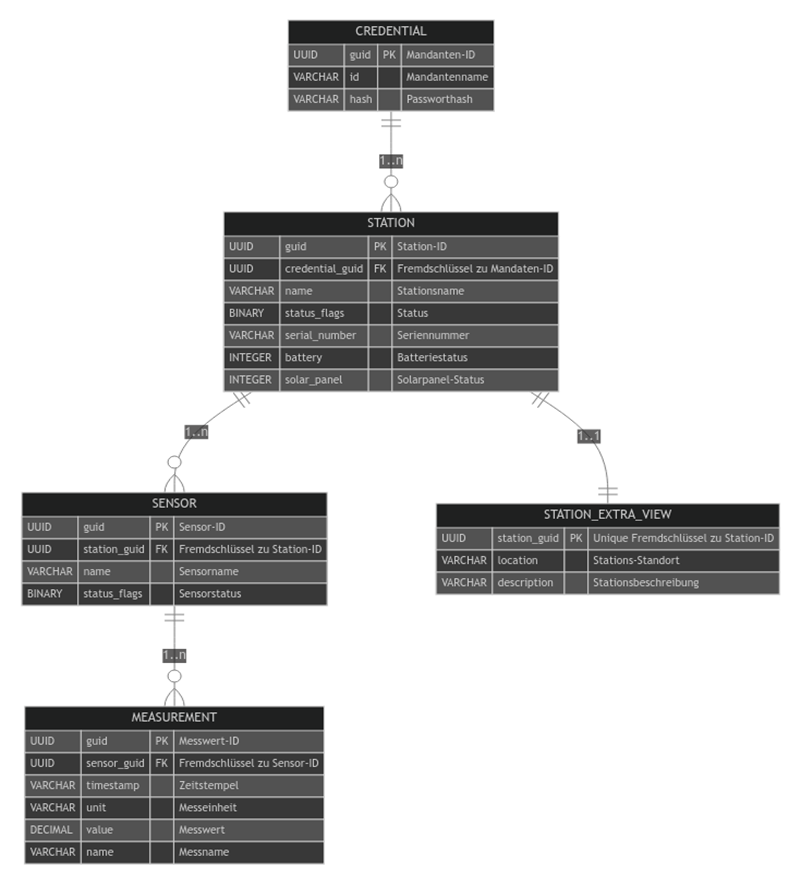 CREDENTIAL
UUID guid PK Mandanten-ID
VARCHAR id Mandantenname
VARCHAR hash Passworthash
1..n
STATION
UUID guid PK Station-ID
UUID credential_guid FK Fremdschlüssel zu Mandaten-ID
VARCHAR name Stationsname
BINARY status_flags Status
VARCHAR serial_number Seriennummer
INTEGER battery Batteriestatus
INTEGER solar_panel Solarpanel-Status
1..n
1..1
SENSOR
UUID guid PK Sensor-ID
UUID station_guid FK Fremdschlüssel zu Station-ID
VARCHAR name Sensorname
BINARY status_flags Sensorstatus
STATION_EXTRA_VIEW
UUID station_guid PK Unique Fremdschlüssel zu Station-ID
VARCHAR location Stations-Standort
VARCHAR description Stationsbeschreibung
1..n
MEASUREMENT
UUID guid PK Messwert-ID
UUID sensor_guid FK Fremdschlüssel zu Sensor-ID
VARCHAR timestamp Zeitstempel
VARCHAR unit Messeinheit
DECIMAL value Messwert
VARCHAR name Messname